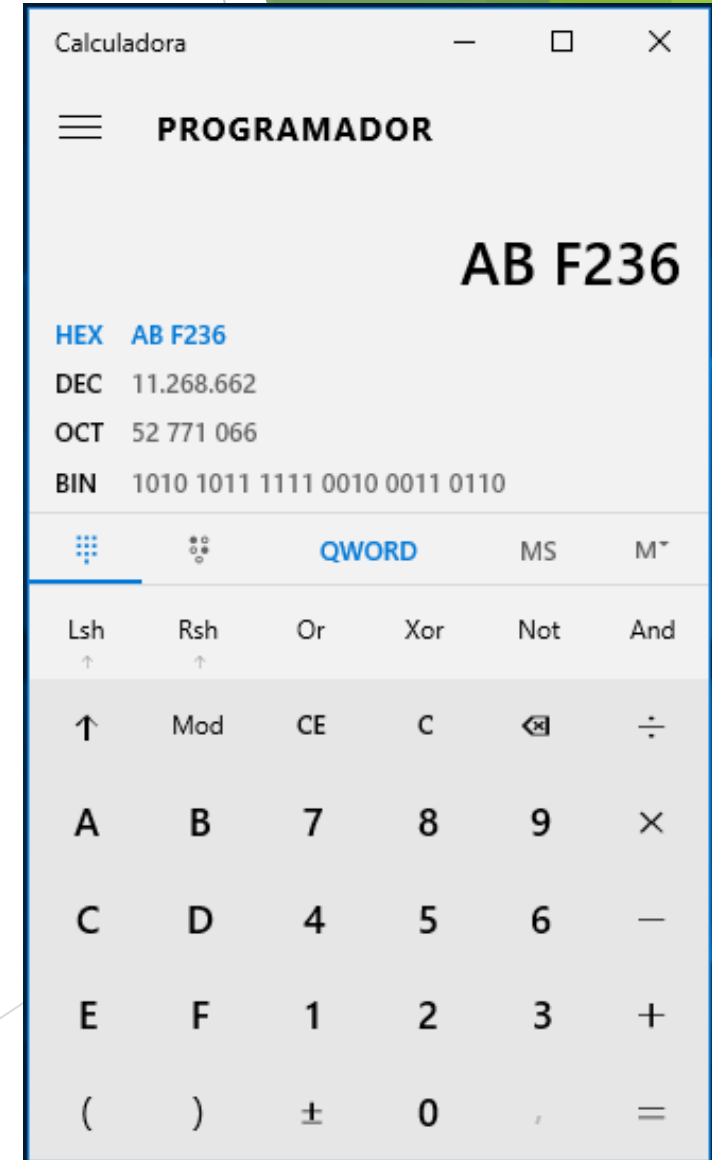 Calculadora
PROGRAMADOR
AB F236
HEX AB F236
DEC 11.268.662
OCT 52 771 066
BIN 1010 1011 1111 0010 0011 0110
QWORD MS M
Lsh Rsh Or Xor Not And
↑ ↑
↑ Mod CE C ÷
A B 7 8 9 ×
C D 4 5 6 −
E F 1 2 3 +
( ) ± 0 , =